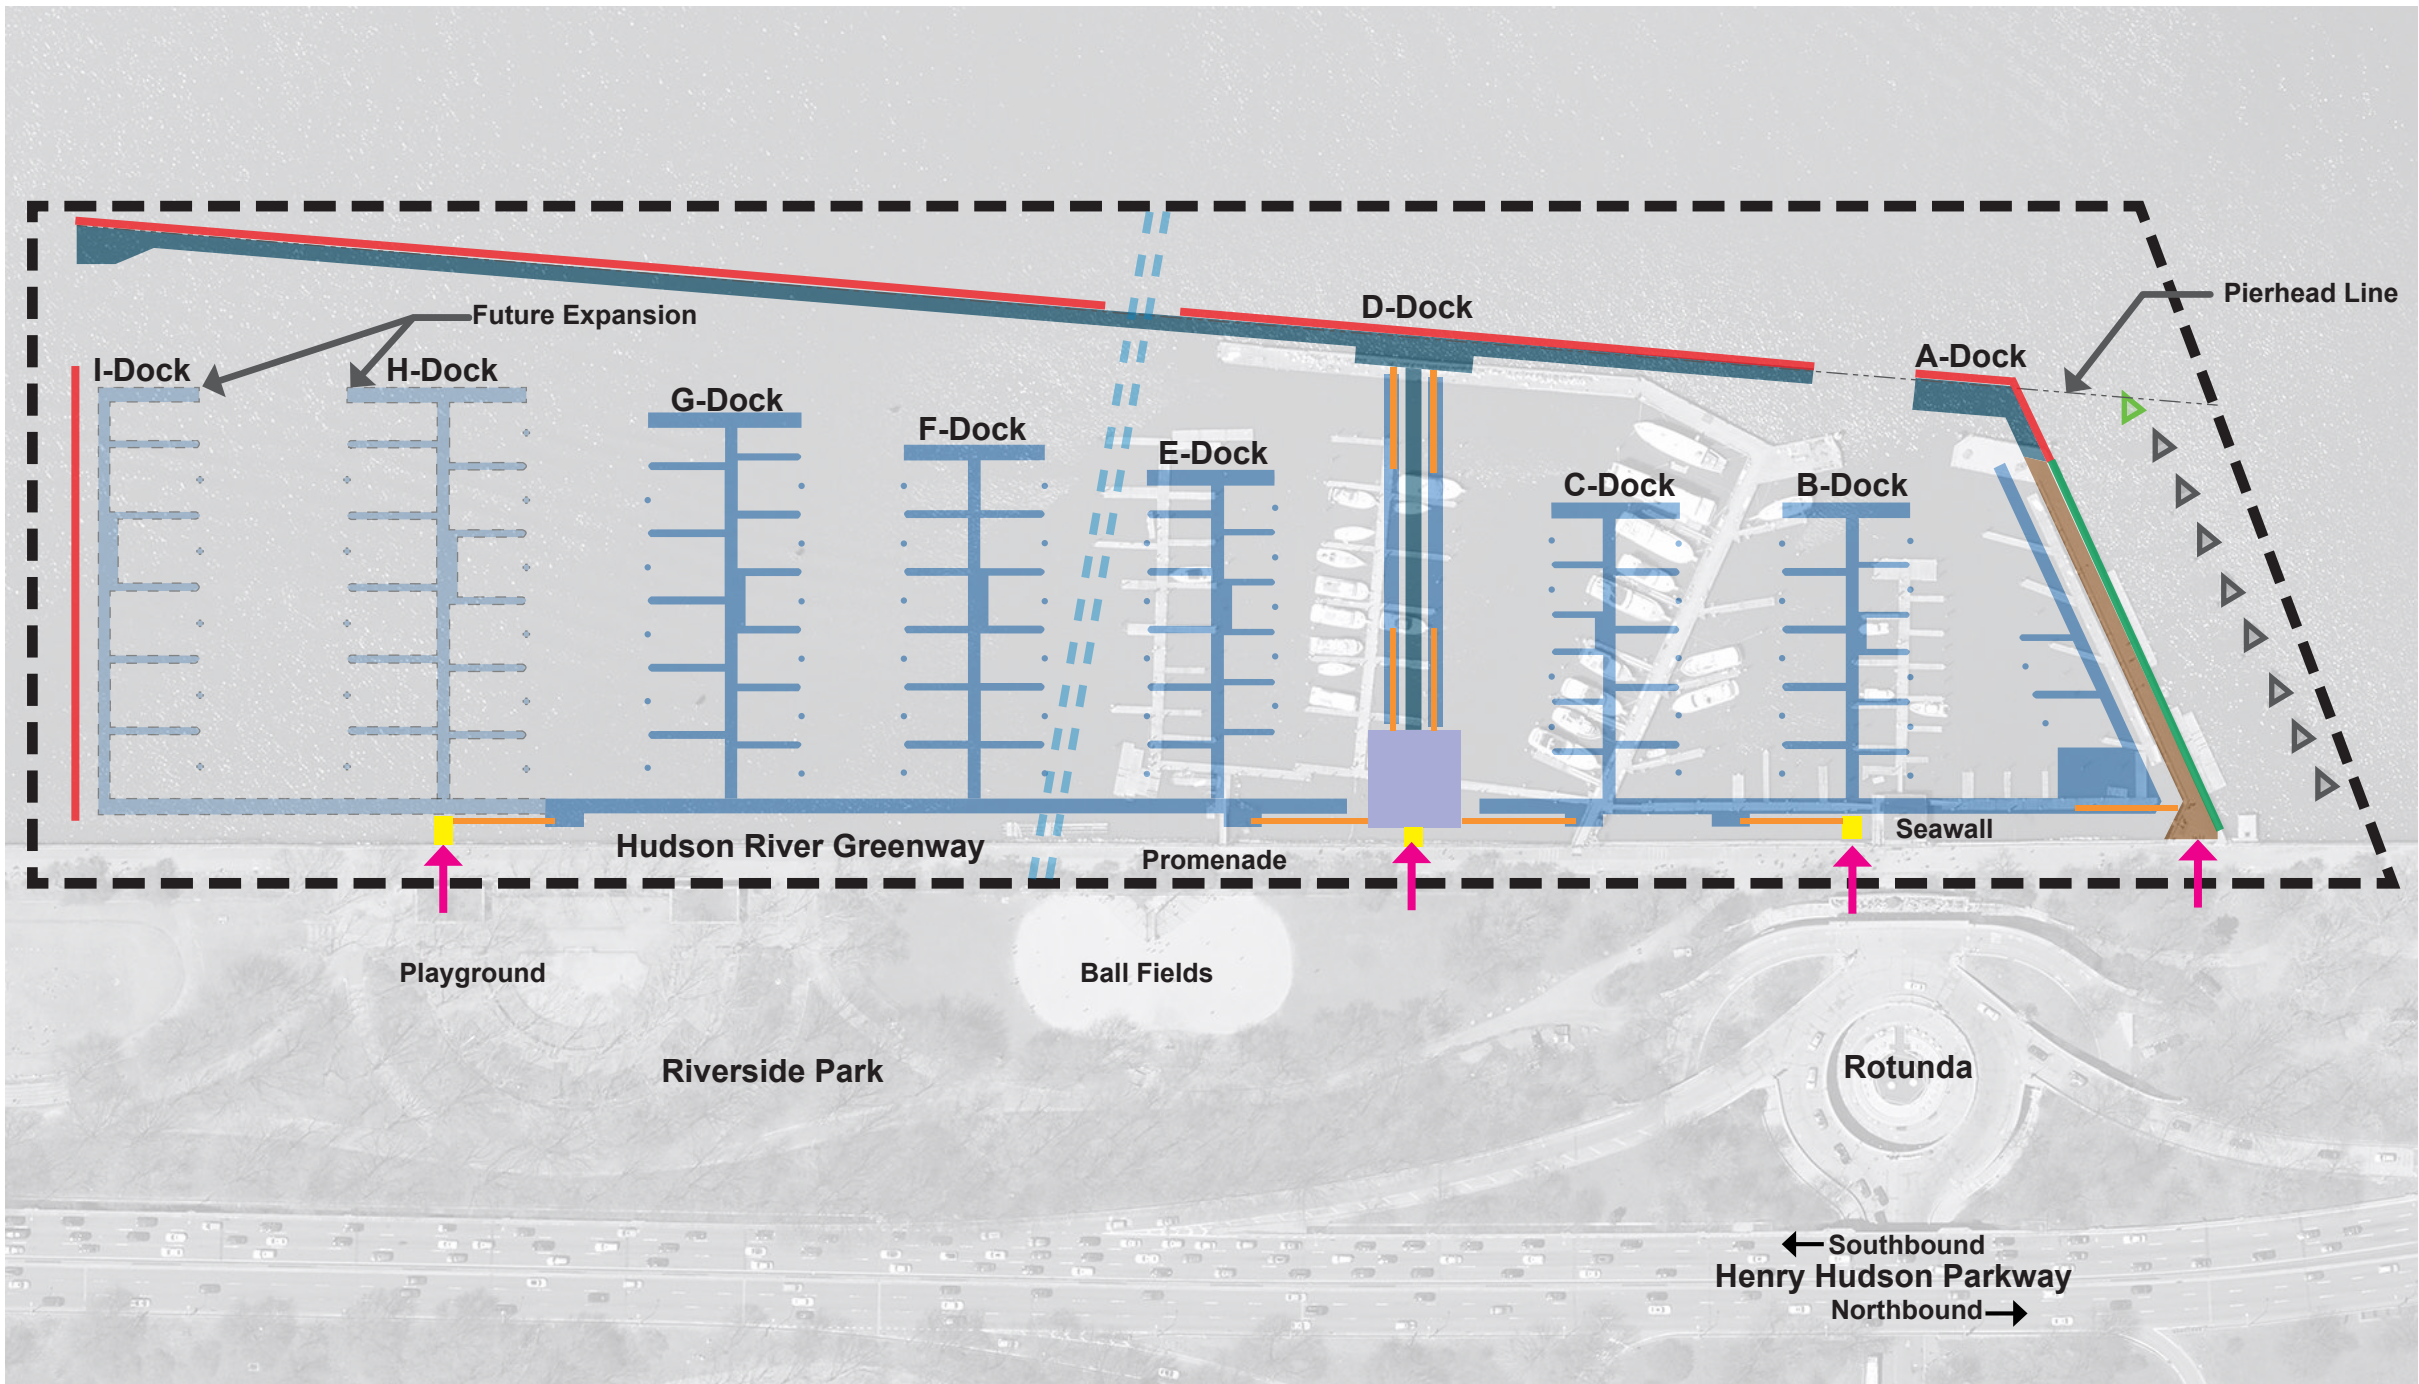 Pierhead Line
D-Dock
Future Expansion
A-Dock
I-Dock
H-Dock
G-Dock
F-Dock
E-Dock
C-Dock
B-Dock
Seawall
Hudson River Greenway
Promenade
Playground
Ball Fields
Riverside Park
Rotunda
Southbound
Henry Hudson Parkway
Northbound